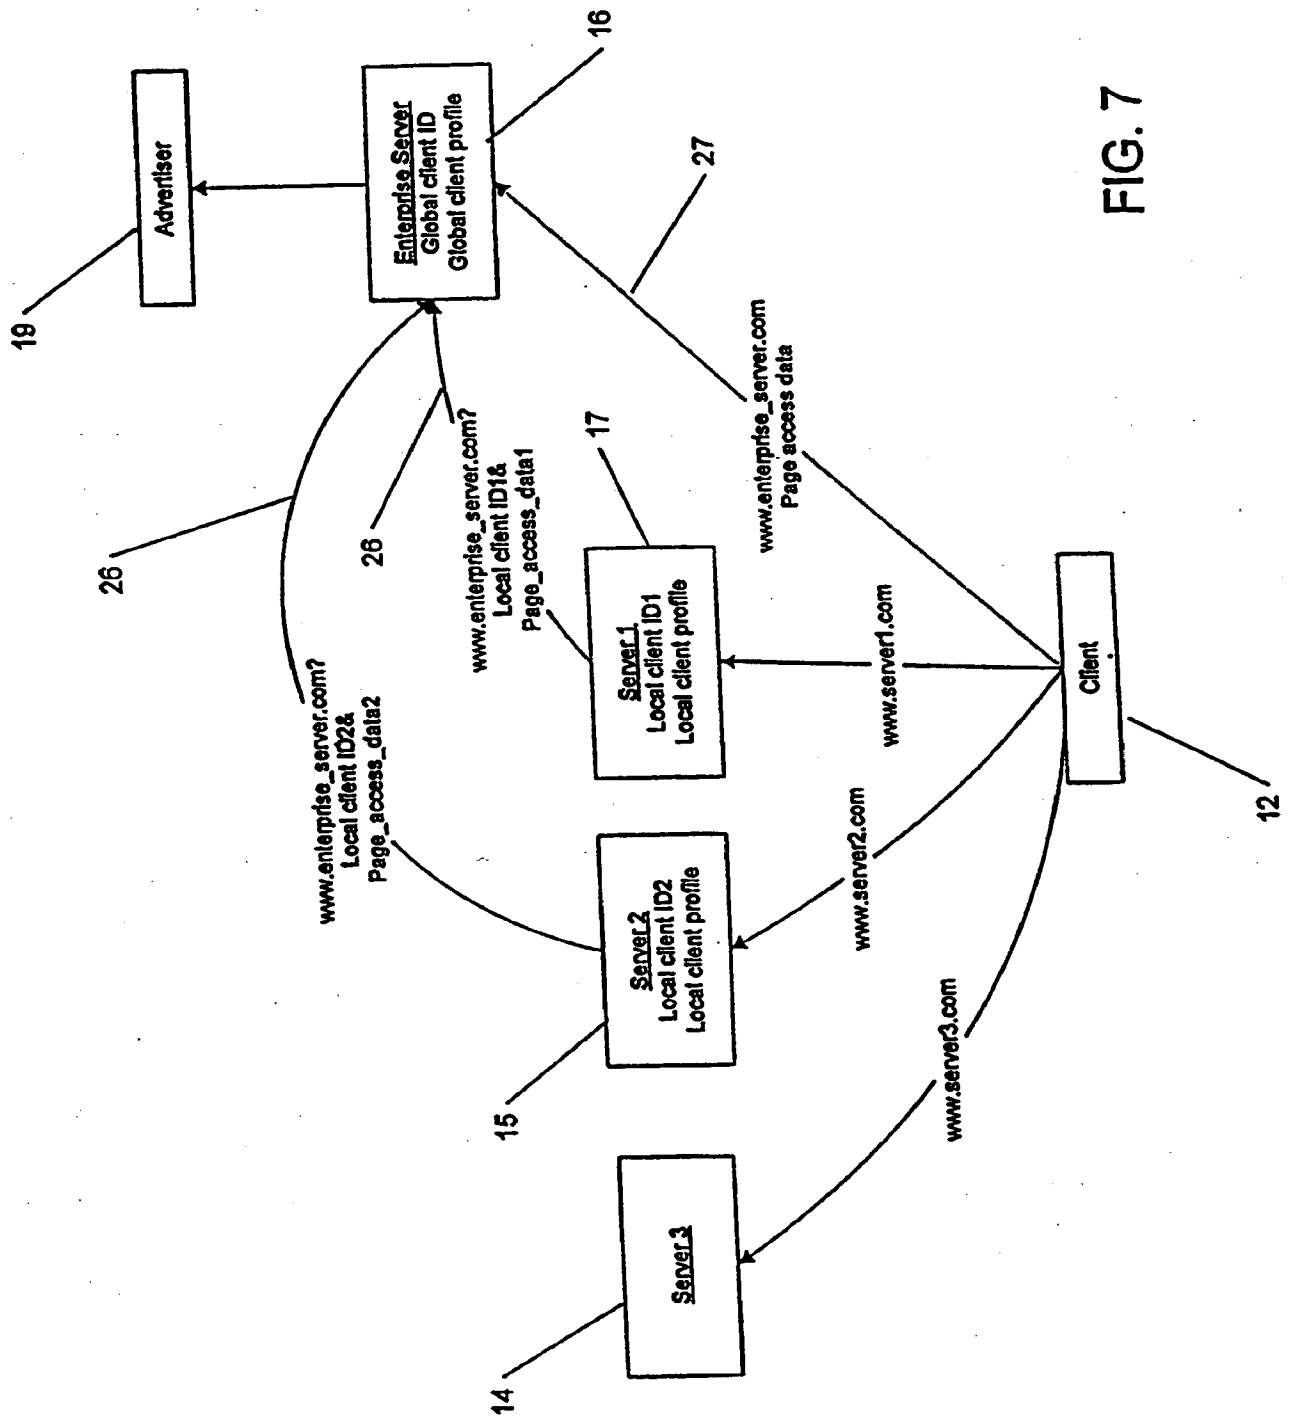 19
Advertiser
16
Enterprise Server
Global client ID
Global client profile
26
26
27
www.enterprise_server.com?
Local client ID2&
Page_access_data2
www.enterprise_server.com?
Local client ID1&
Page_access_data1
www.enterprise_server.com
Page access data
14
Server 3
15
Server 2
Local client ID2
Local client profile
17
Server 1
Local client ID1
Local client profile
www.server3.com
www.server2.com
www.server1.com
Client
12
FIG. 7